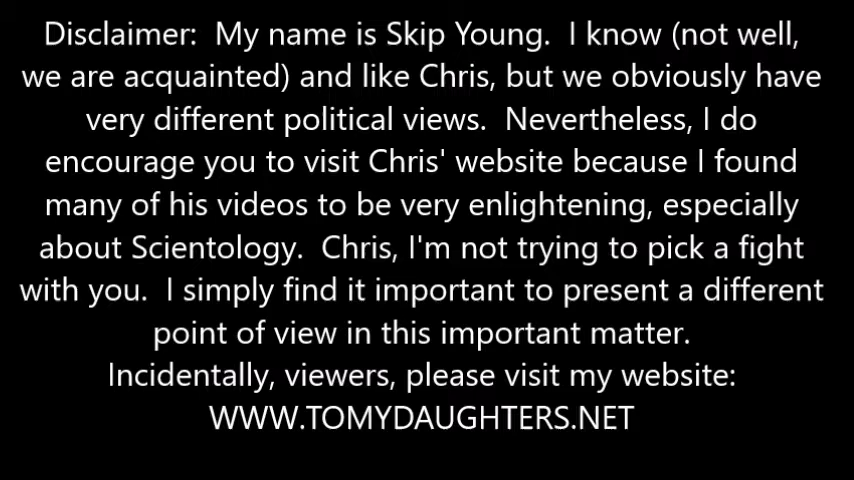 Disclaimer:  My name is Skip Young.  I know (not well,
we are acquainted) and like Chris, but we obviously have
very different political views.  Nevertheless, I do
encourage you to visit Chris' website because I found
many of his videos to be very enlightening, especially
about Scientology.  Chris, I'm not trying to pick a fight
with you.  I simply find it important to present a different
point of view in this important matter.
Incidentally, viewers, please visit my website:
WWW.TOMYDAUGHTERS.NET